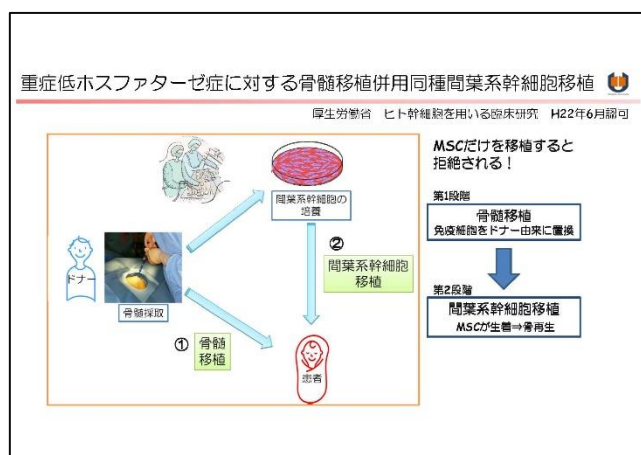 重症低ホスファターゼ症に対する骨髄移植併用同種間葉系幹細胞移植
厚生労働省 ヒト幹細胞を用いる臨床研究 H22年6月認可
ドナー
骨髄採取
間葉系幹細胞の
培養
①
骨髄
移植
②
間葉系幹細胞
移植
患者
MSCだけを移植すると
拒絶される!
第1段階
骨髄移植
免疫細胞をドナー由来に置換
第2段階
間葉系幹細胞移植
MSCが生着⇒骨再生